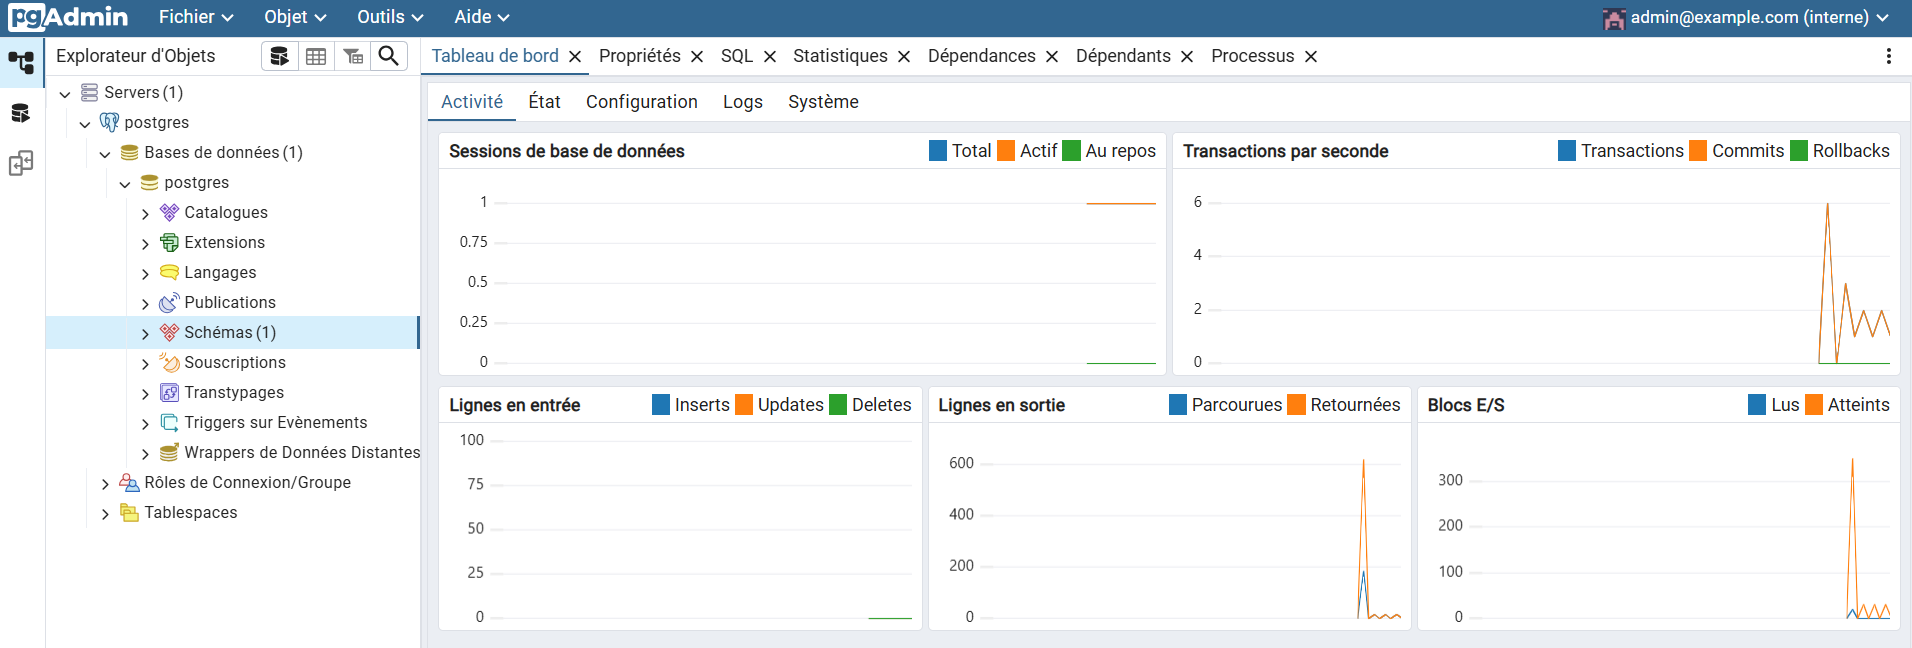 pgAdmin Fichier Objet Outils Aide admin@example.com (interne)
Explorateur d'Objets
Tableau de bord Propriétés SQL Statistiques Dépendances Dépendants Processus
Servers (1)
postgres
Bases de données (1)
postgres
Catalogues
Extensions
Langages
Publications
Schémas (1)
Souscriptions
Transtypages
Triggers sur Evènements
Wrappers de Données Distantes
Rôles de Connexion/Groupe
Tablespaces
Activité État Configuration Logs Système
Sessions de base de données Total Actif Au repos
1
0.75
0.5
0.25
0
Transactions par seconde Transactions Commits Rollbacks
6
4
2
0
Lignes en entrée Inserts Updates Deletes
100
75
50
25
0
Lignes en sortie Parcourues Retournées
600
400
200
0
Blocs E/S Lus Atteints
300
200
100
0